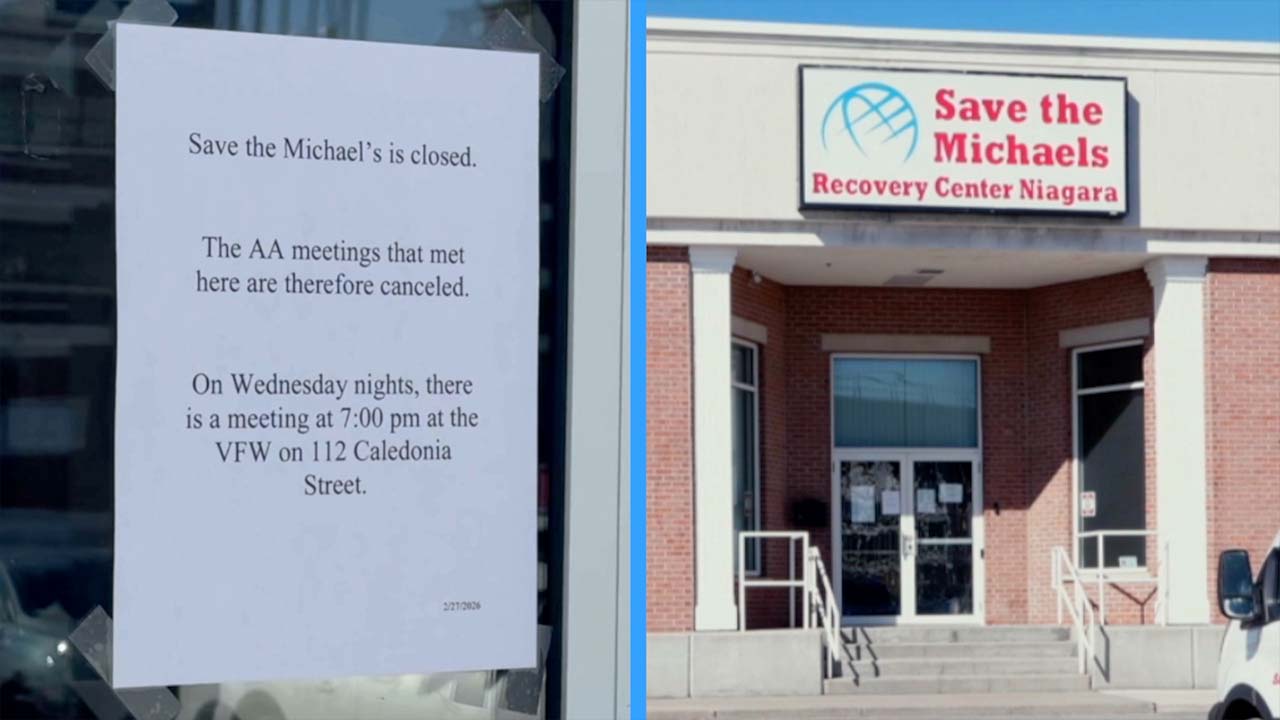 Save the Michael's is closed.
The AA meetings that met
here are therefore canceled.
On Wednesday nights, there
is a meeting at 7:00 pm at the
VFW on 112 Caledonia
Street.
2/27/2026
Save the
Michaels
Recovery Center Niagara